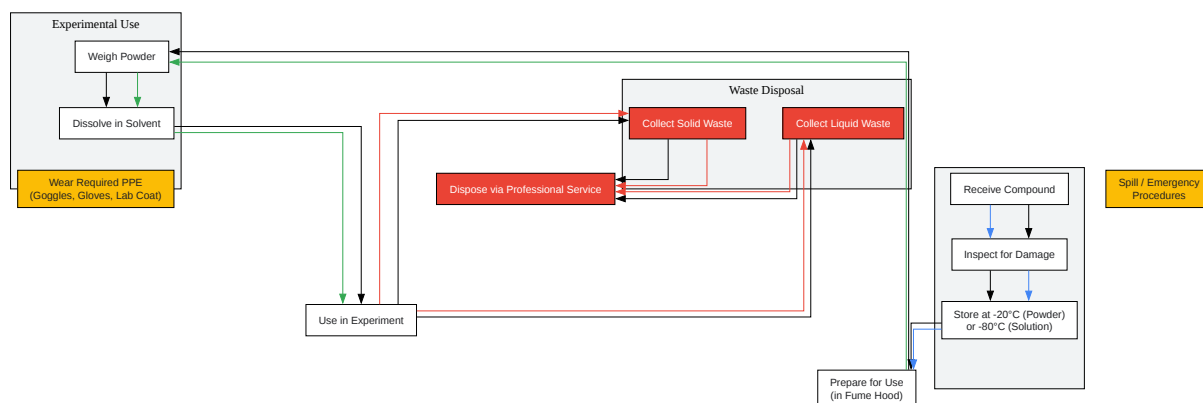 Experimental Use
Weigh Powder
Dissolve in Solvent
Wear Required PPE
(Goggles, Gloves, Lab Coat)
Waste Disposal
Collect Solid Waste
Collect Liquid Waste
Dispose via Professional Service
Use in Experiment
Receive Compound
Inspect for Damage
Store at -20°C (Powder)
or -80°C (Solution)
Prepare for Use
(in Fume Hood)
Spill / Emergency
Procedures